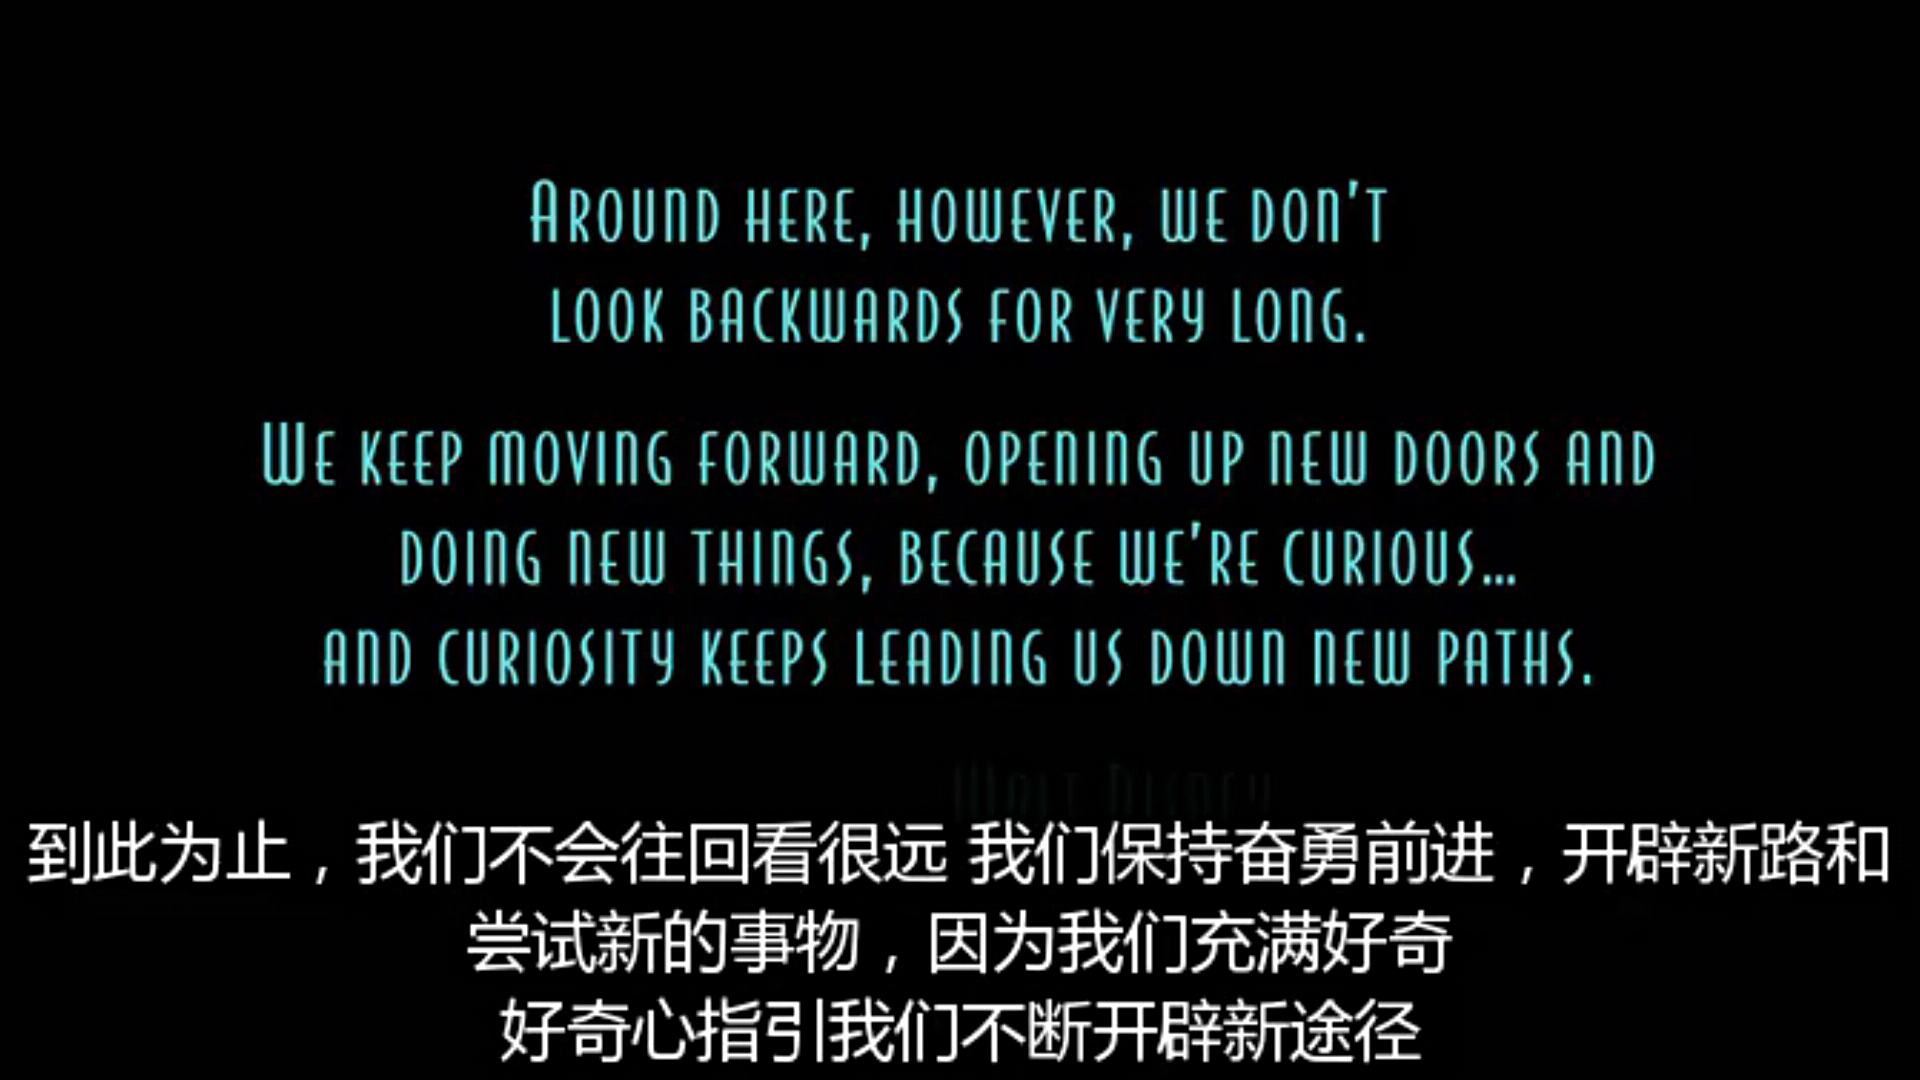 Around here, however, we don't
look backwards for very long.
We keep moving forward, opening up new doors and
doing new things, because we're curious...
and curiosity keeps leading us down new paths.
Walt Disney
到此为止，我们不会往回看很远 我们保持奋勇前进，开辟新路和
尝试新的事物，因为我们充满好奇
好奇心指引我们不断开辟新途径